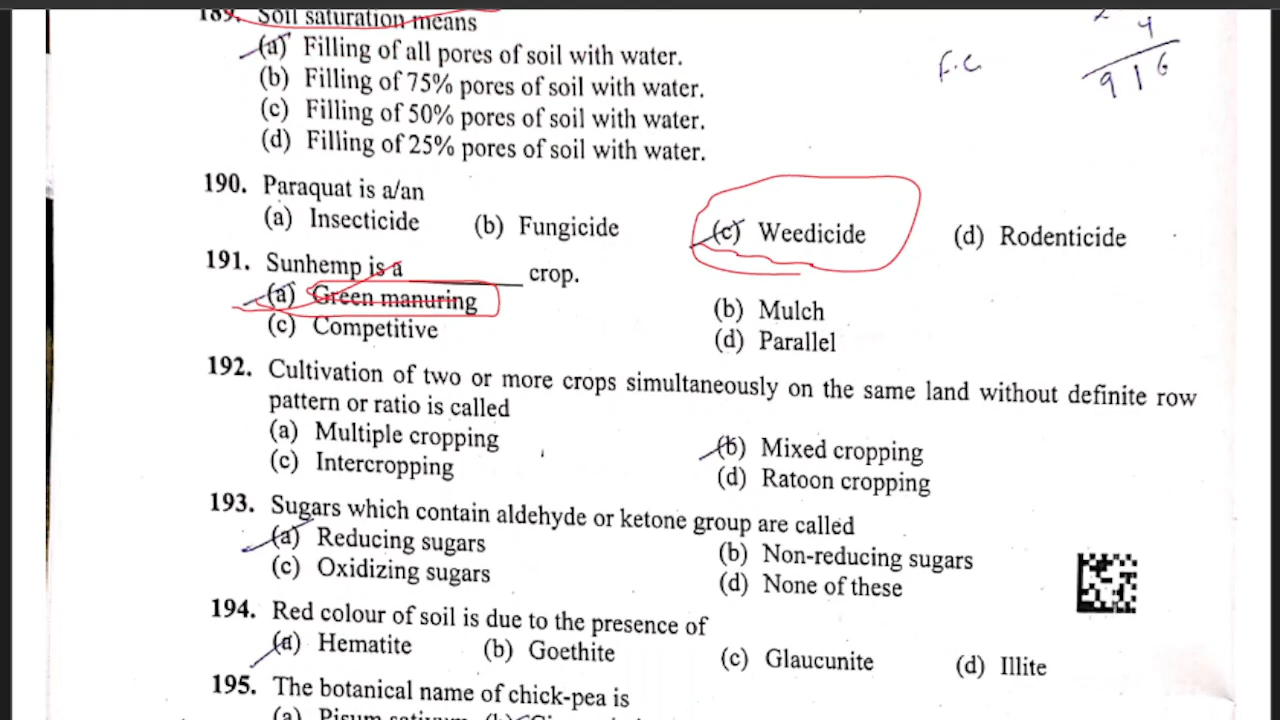 189. Soil saturation means
(a) Filling of all pores of soil with water.
(b) Filling of 75% pores of soil with water.
(c) Filling of 50% pores of soil with water.
(d) Filling of 25% pores of soil with water.
F.C
4
916
190. Paraquat is a/an
(a) Insecticide (b) Fungicide (c) Weedicide (d) Rodenticide
191. Sunhemp is a ________ crop.
(a) Green manuring (b) Mulch
(c) Competitive (d) Parallel
192. Cultivation of two or more crops simultaneously on the same land without definite row
pattern or ratio is called
(a) Multiple cropping (b) Mixed cropping
(c) Intercropping (d) Ratoon cropping
193. Sugars which contain aldehyde or ketone group are called
(a) Reducing sugars (b) Non-reducing sugars
(c) Oxidizing sugars (d) None of these
194. Red colour of soil is due to the presence of
(a) Hematite (b) Goethite (c) Glaucunite (d) Illite
195. The botanical name of chick-pea is
(a) Pisum sativum (b)